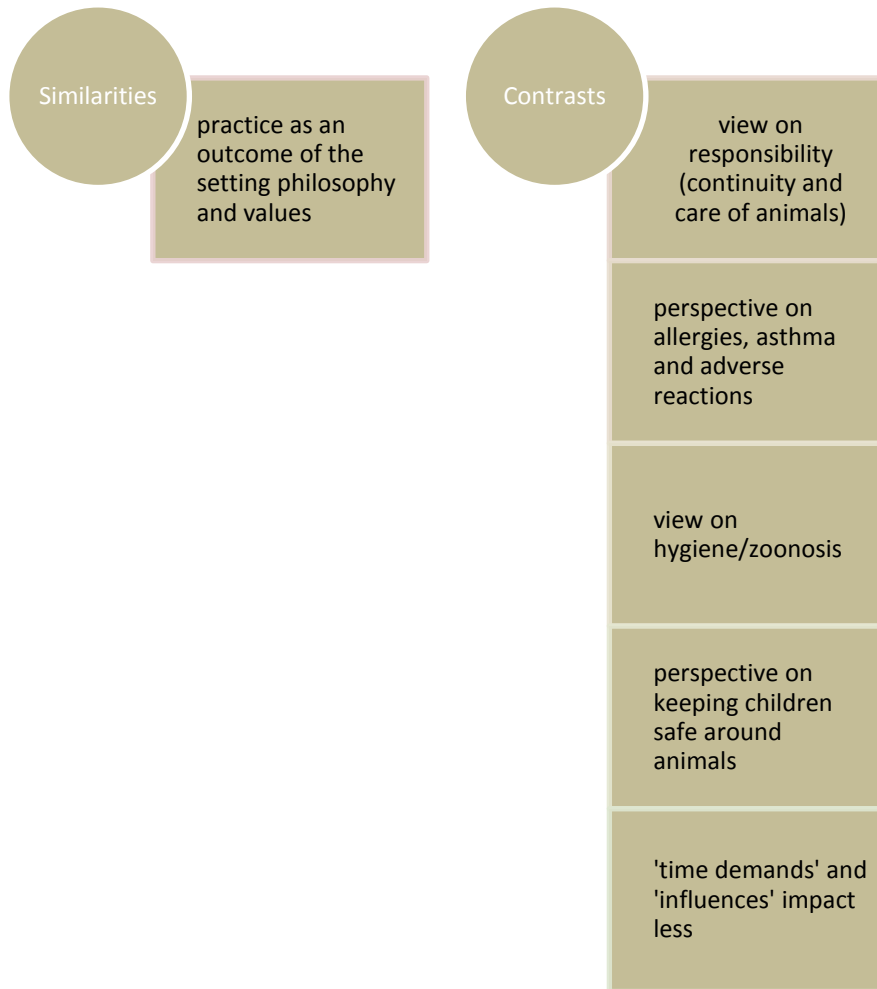 Similarities
practice as an
outcome of the
setting philosophy
and values
Contrasts
view on
responsibility
(continuity and
care of animals)
perspective on
allergies, asthma
and adverse
reactions
view on
hygiene/zoonosis
perspective on
keeping children
safe around
animals
'time demands' and
'influences' impact
less